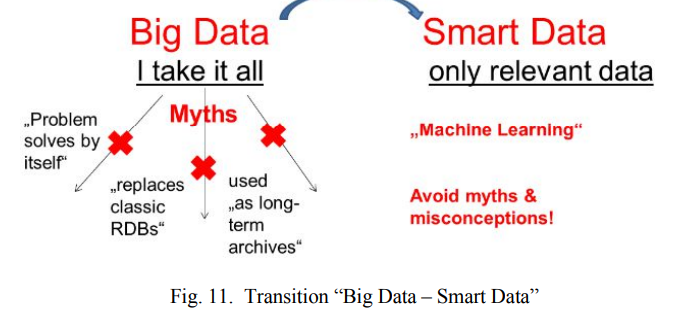 Big Data
I take it all
Myths
„Problem
solves by
itself“
„replaces
classic
RDBs“
used
„as long-
term
archives“
Smart Data
only relevant data
„Machine Learning“
Avoid myths &
misconceptions!
Fig. 11. Transition “Big Data – Smart Data”